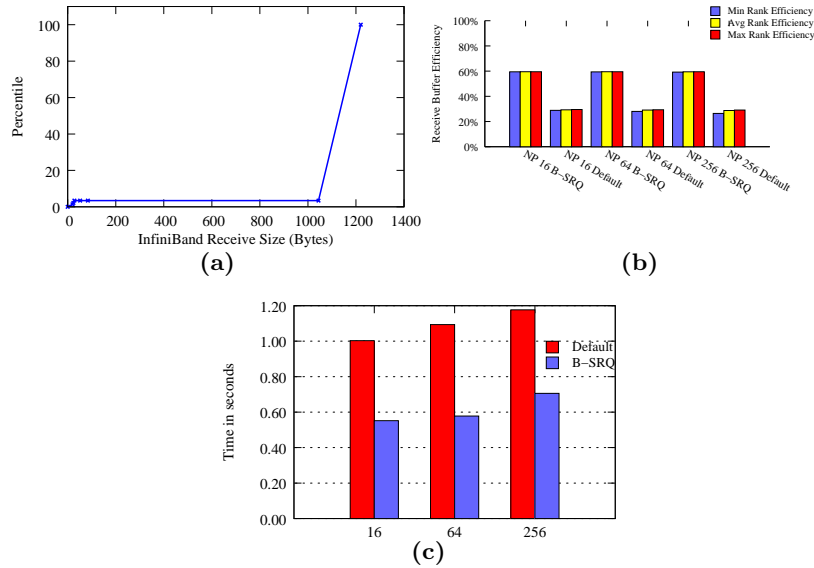 100
80
60
40
20
0
Percentile
0 200 400 600 800 1000 1200 1400
InfiniBand Receive Size (Bytes)
(a)
Min Rank Efficiency
Avg Rank Efficiency
Max Rank Efficiency
100%
80%
60%
40%
20%
0%
Receive Buffer Efficiency
NP 16 B−SRQ
NP 16 Default
NP 64 B−SRQ
NP 64 Default
NP 256 B−SRQ
NP 256 Default
(b)
1.20
1.00
0.80
0.60
0.40
0.20
0.00
Time in seconds
Default
B−SRQ
16 64 256
(c)